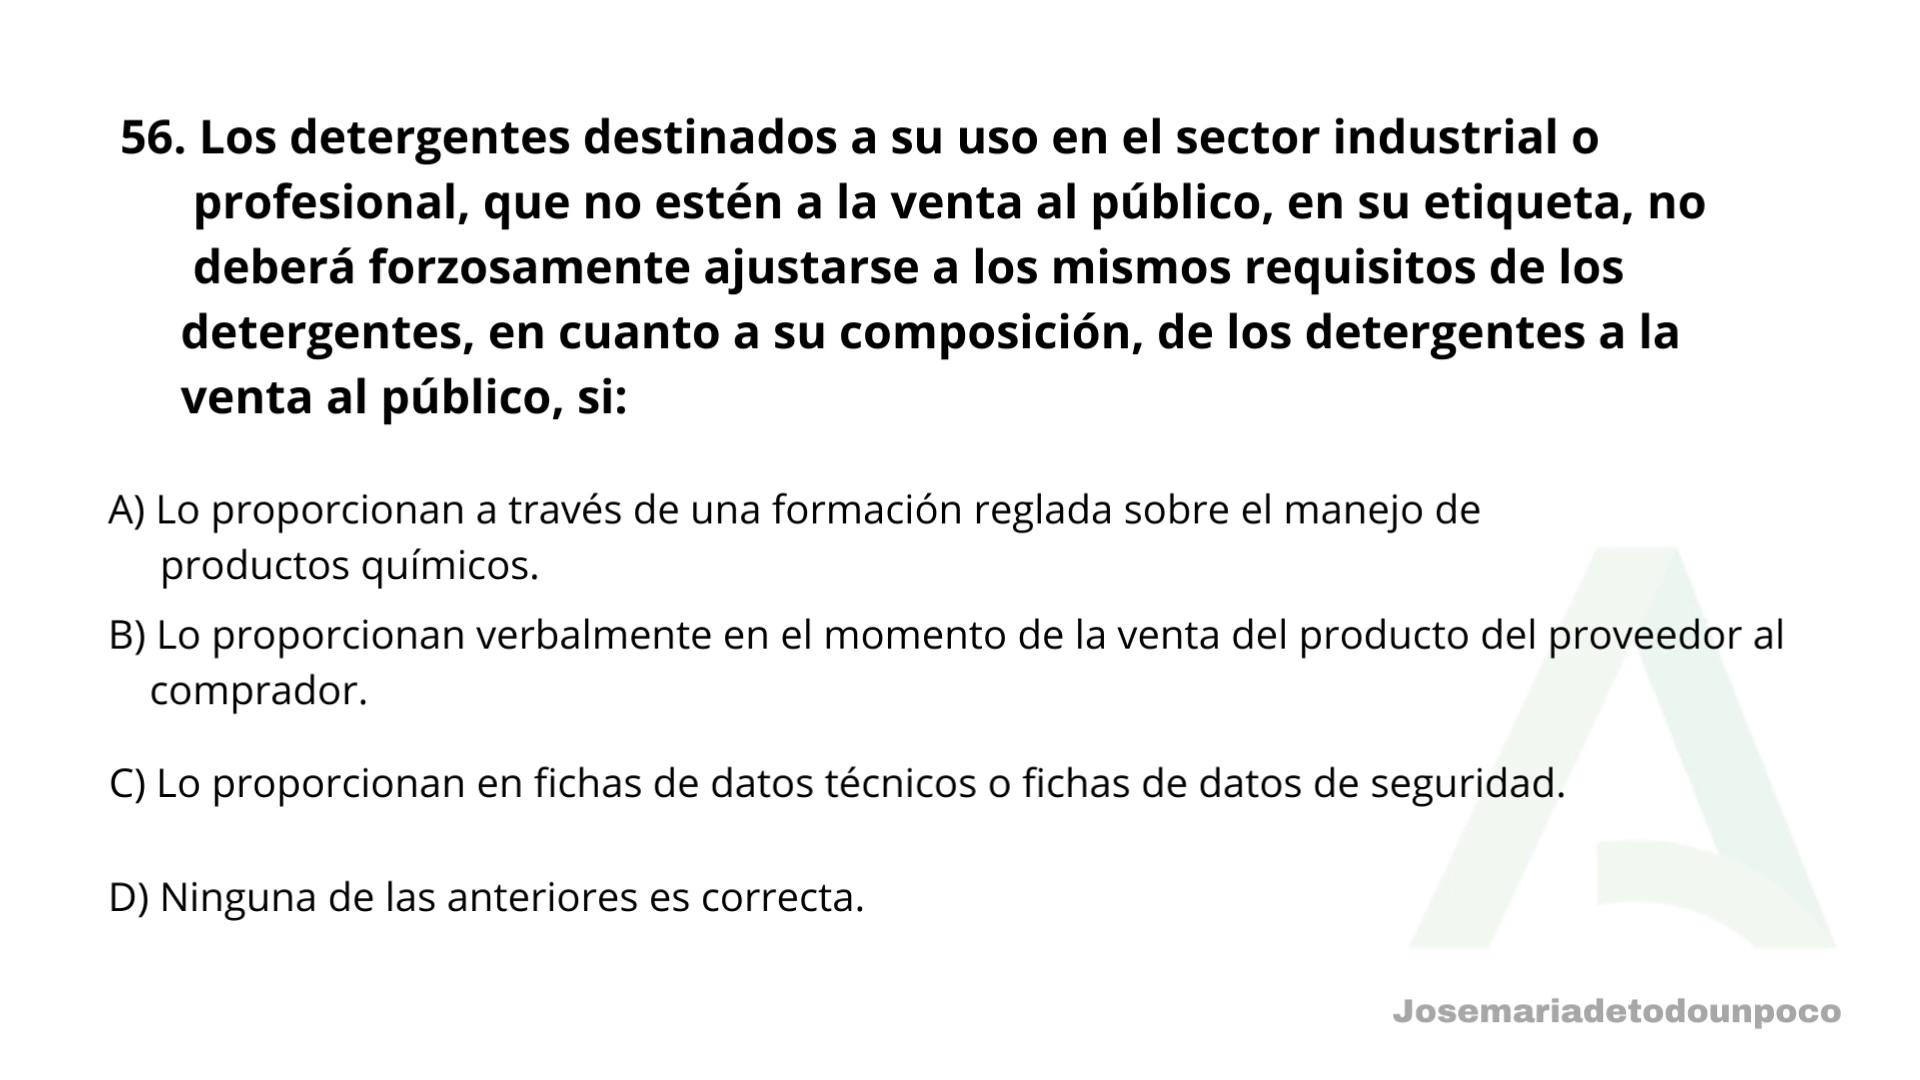 56. Los detergentes destinados a su uso en el sector industrial o
profesional, que no estén a la venta al público, en su etiqueta, no
deberá forzosamente ajustarse a los mismos requisitos de los
detergentes, en cuanto a su composición, de los detergentes a la
venta al público, si:
A) Lo proporcionan a través de una formación reglada sobre el manejo de
productos químicos.
B) Lo proporcionan verbalmente en el momento de la venta del producto del proveedor al
comprador.
C) Lo proporcionan en fichas de datos técnicos o fichas de datos de seguridad.
D) Ninguna de las anteriores es correcta.
Josemariadetodounpoco